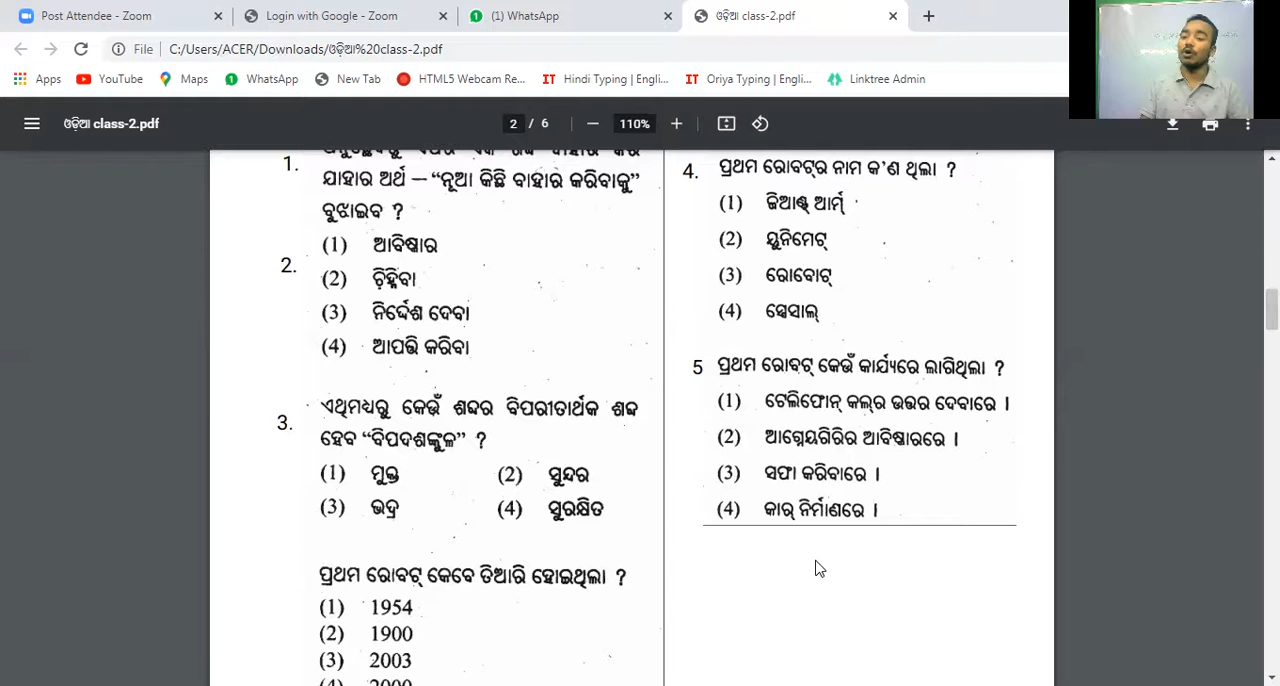 Post Attendee - Zoom
Login with Google - Zoom
(1) WhatsApp
ଓଡ଼ିଆ class-2.pdf
File
C:/Users/ACER/Downloads/ଓଡ଼ିଆ%20class-2.pdf
Apps
YouTube
Maps
WhatsApp
New Tab
HTML5 Webcam Re...
Hindi Typing | Engli...
Oriya Typing | Engli...
Linktree Admin
ଓଡ଼ିଆ class-2.pdf
2 / 6
110%
1.
ଯାହାର ଅର୍ଥ — “ନୂଆ କିଛି ବାହାର କରିବାକୁ”
ବୁଝାଇବ ?
(1) ଆବିଷ୍କାର
2.
(2) ଚିହ୍ନିବା
(3) ନିର୍ଦ୍ଦେଶ ଦେବା
(4) ଆପତ୍ତି କରିବା
3.
ଏଥିମଧ୍ୟରୁ କେଉଁ ଶବ୍ଦର ବିପରୀତାର୍ଥକ ଶବ୍ଦ
ହେବ “ବିପଦଶଙ୍କୁଳ” ?
(1) ମୁକ୍ତ (2) ସୁନ୍ଦର
(3) ଭଦ୍ର (4) ସୁରକ୍ଷିତ
ପ୍ରଥମ ରୋବଟ୍ କେବେ ତିଆରି ହୋଇଥିଲା ?
(1) 1954
(2) 1900
(3) 2003
(4) 2000
4. ପ୍ରଥମ ରୋବଟ୍‌ର ନାମ କ'ଣ ଥିଲା ?
(1) ଜିଆଣ୍ଟ ଆର୍ମ୍
(2) ୟୁନିମେଟ୍
(3) ରୋବୋଟ୍
(4) ସ୍ପେସାଲ୍
5 ପ୍ରଥମ ରୋବଟ୍ କେଉଁ କାର୍ଯ୍ୟରେ ଲାଗିଥିଲା ?
(1) ଟେଲିଫୋନ୍ କଲ୍‌ର ଉତ୍ତର ଦେବାରେ ।
(2) ଆଗ୍ନେୟଗିରିର ଆବିଷ୍କାରରେ ।
(3) ସଫା କରିବାରେ ।
(4) କାର୍ ନିର୍ମାଣରେ ।